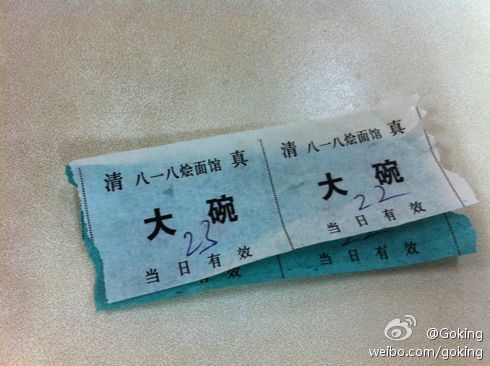 清 八一八烩面馆 真
大 碗
23
当日有效
清 八一八烩面馆 真
大 碗
22
当日有效
@Goking
weibo.com/goking